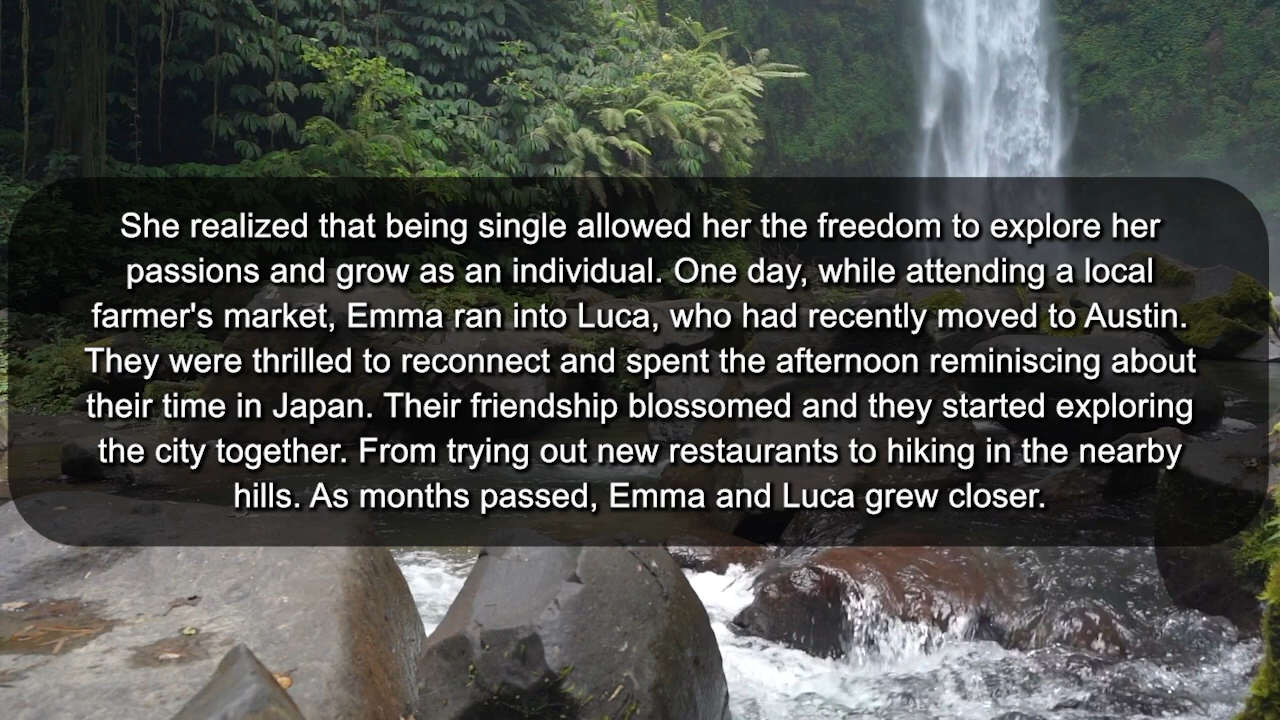 She realized that being single allowed her the freedom to explore her
passions and grow as an individual. One day, while attending a local
farmer's market, Emma ran into Luca, who had recently moved to Austin.
They were thrilled to reconnect and spent the afternoon reminiscing about
their time in Japan. Their friendship blossomed and they started exploring
the city together. From trying out new restaurants to hiking in the nearby
hills. As months passed, Emma and Luca grew closer.